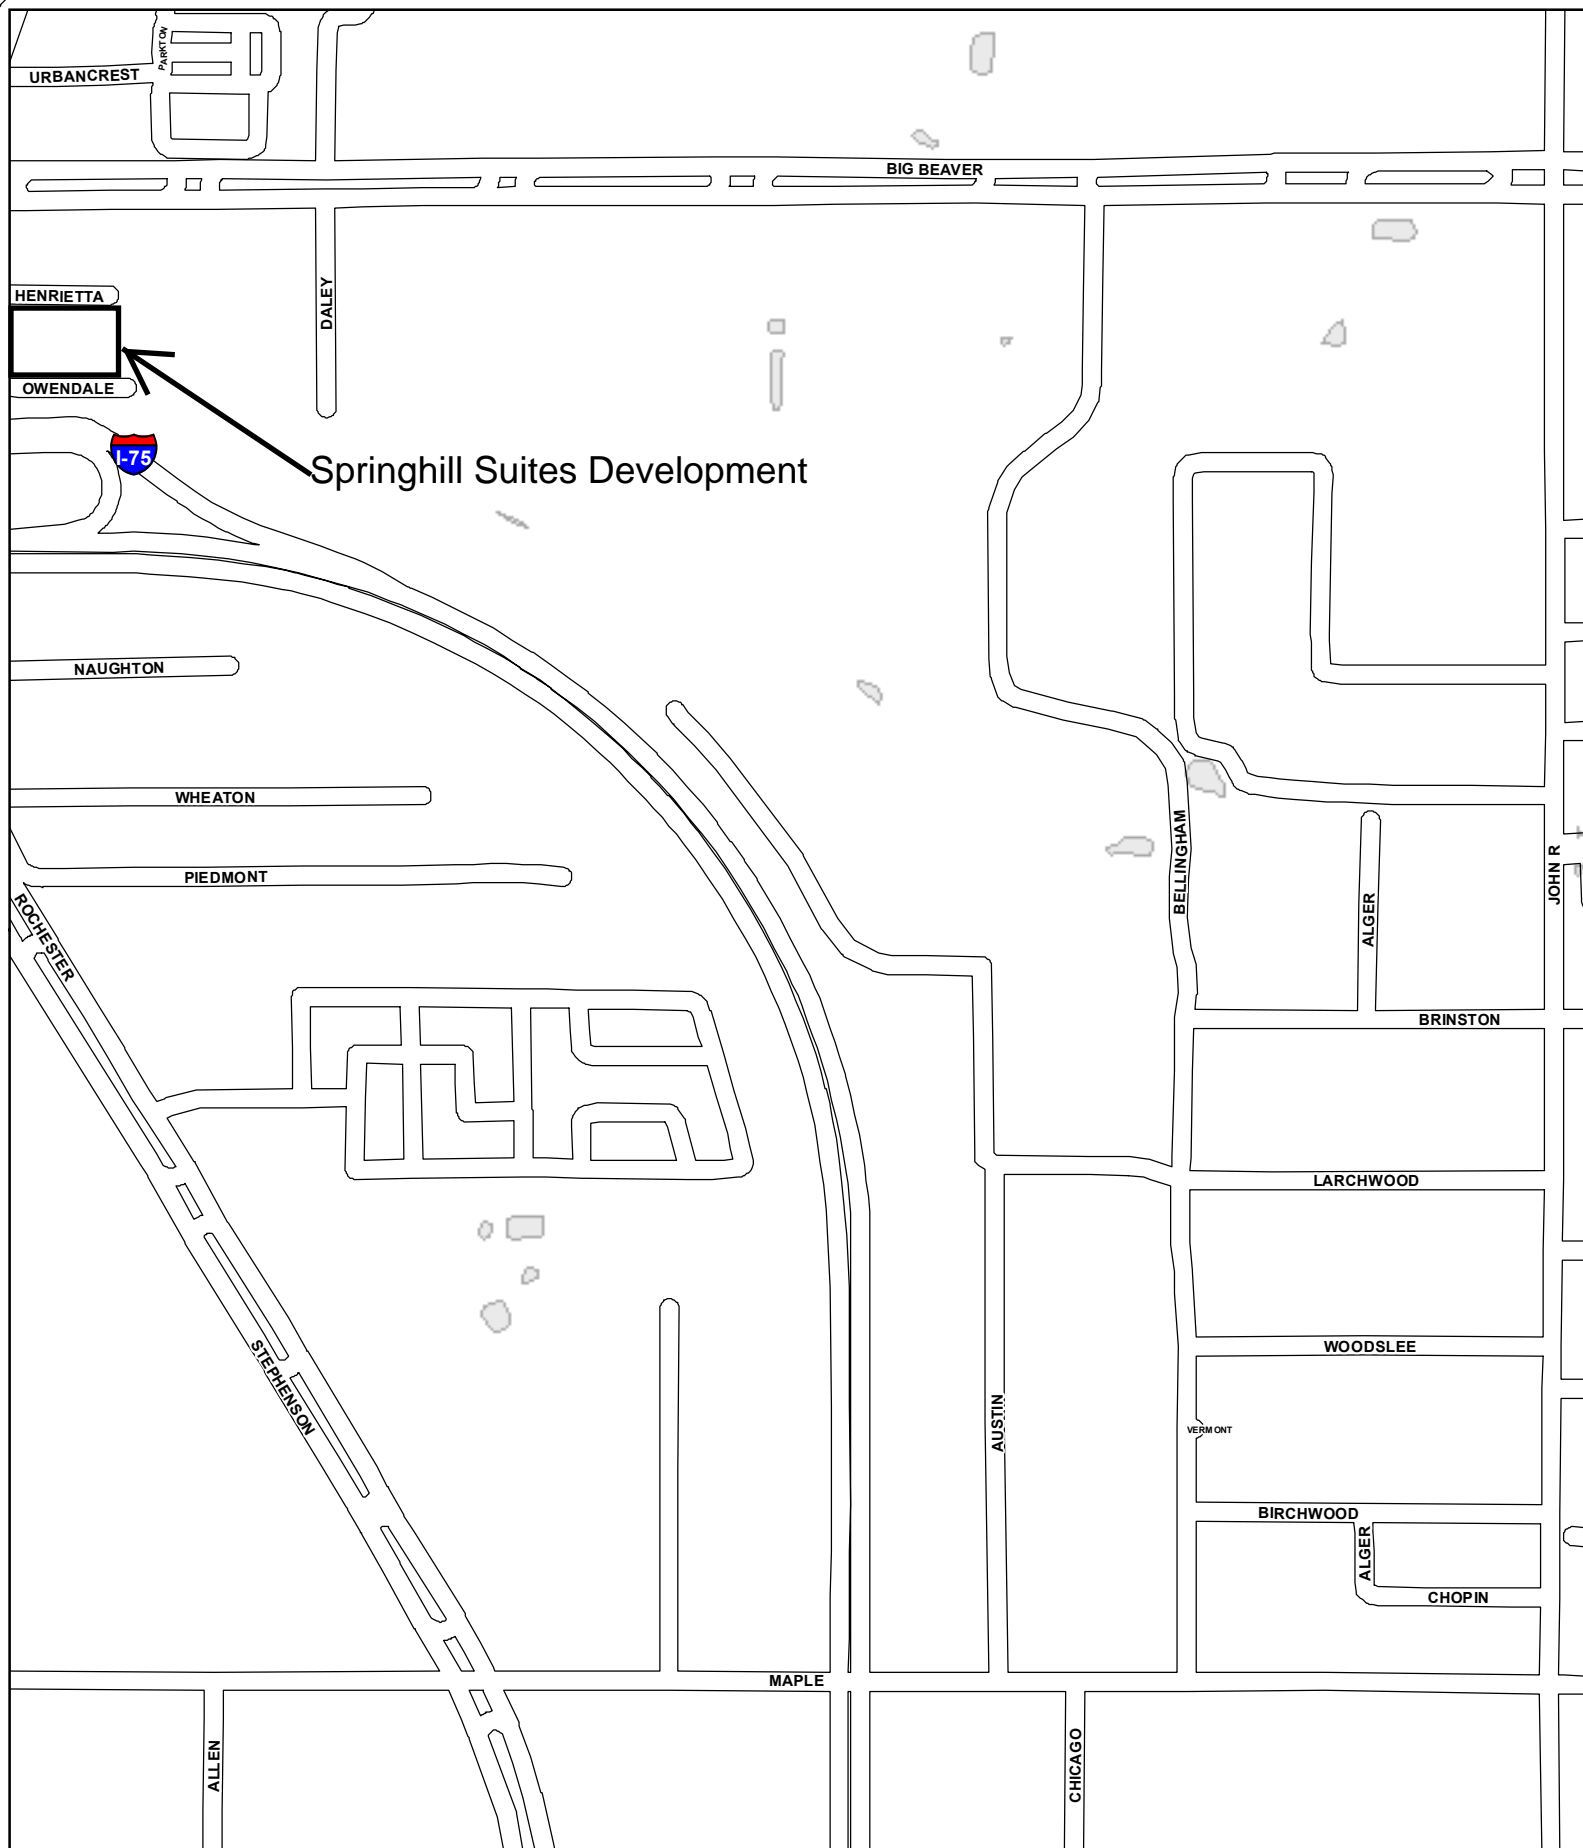 PARKTON
URBANCREST
BIG BEAVER
HENRIETTA
DALEY
OWENDALE
I-75
Springhill Suites Development
NAUGHTON
WHEATON
BELLINGHAM
JOHN R
PIEDMONT
ALGER
ROCHESTER
BRINSTON
LARCHWOOD
WOODSLEE
STEPHENSON
AUSTIN
VERMONT
BIRCHWOOD
ALGER
CHOPIN
MAPLE
ALLEN
CHICAGO